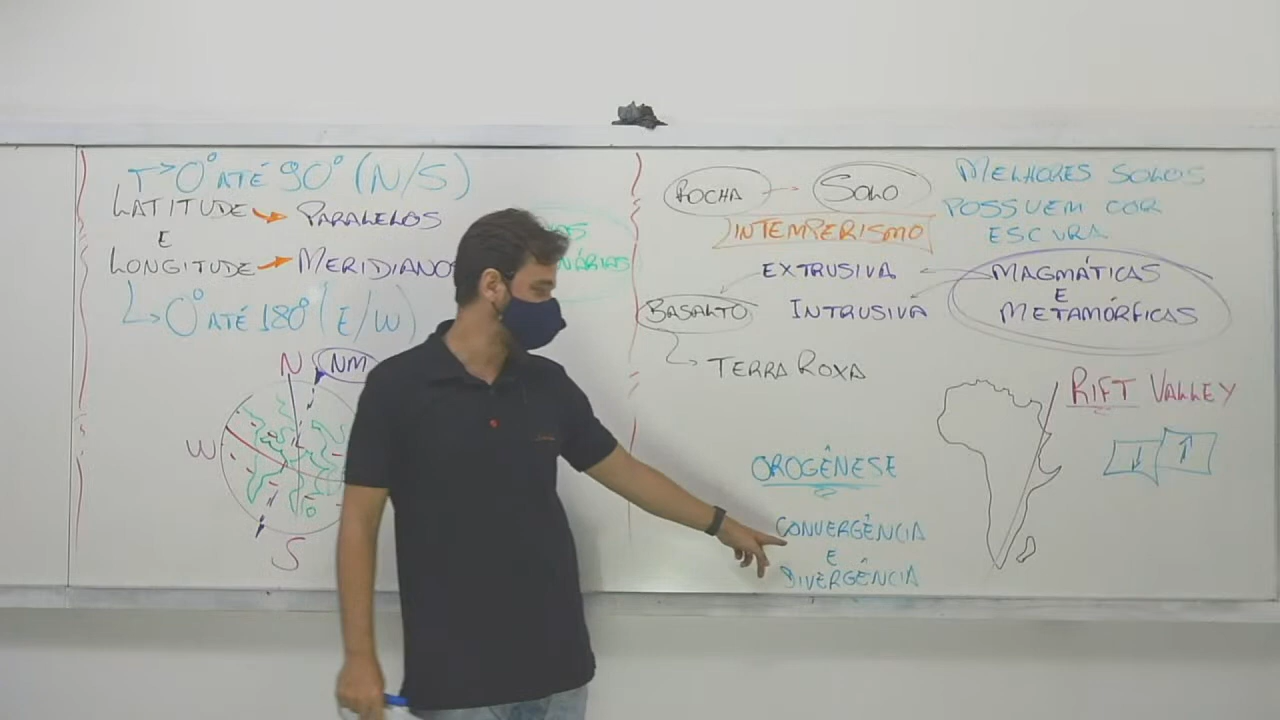 0° ATÉ 90° (N/S)
LATITUDE → PARALELOS
E
LONGITUDE → MERIDIANO
0° ATÉ 180° (E/W)
N NM
W
S
ROCHA → SOLO
INTEMPERISMO
MELHORES SOLOS
POSSUEM COR
ESCURA
EXTRUSIVA
MAGMÁTICAS
E
METAMÓRFICAS
BASALTO
INTRUSIVA
TERRA ROXA
RIFT VALLEY
OROGÊNESE
CONVERGÊNCIA
E
DIVERGÊNCIA